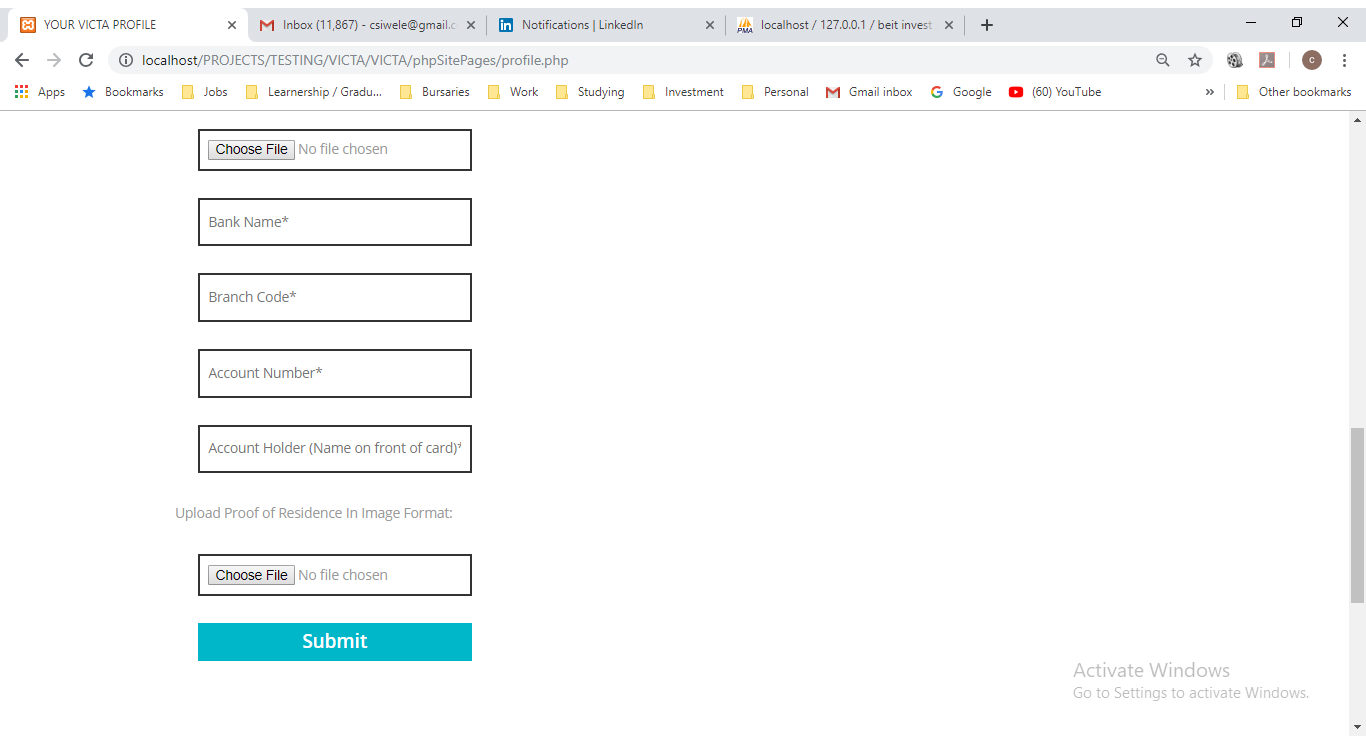 YOUR VICTA PROFILE
Inbox (11,867) - csiwele@gmail.c
Notifications | LinkedIn
PMA
localhost / 127.0.0.1 / beit invest
localhost/PROJECTS/TESTING/VICTA/VICTA/phpSitePages/profile.php
c
Apps
Bookmarks
Jobs
Learnership / Gradu...
Bursaries
Work
Studying
Investment
Personal
Gmail inbox
Google
(60) YouTube
»
Other bookmarks
Choose File No file chosen
Bank Name*
Branch Code*
Account Number*
Account Holder (Name on front of card)*
Upload Proof of Residence In Image Format:
Choose File No file chosen
Submit
Activate Windows
Go to Settings to activate Windows.